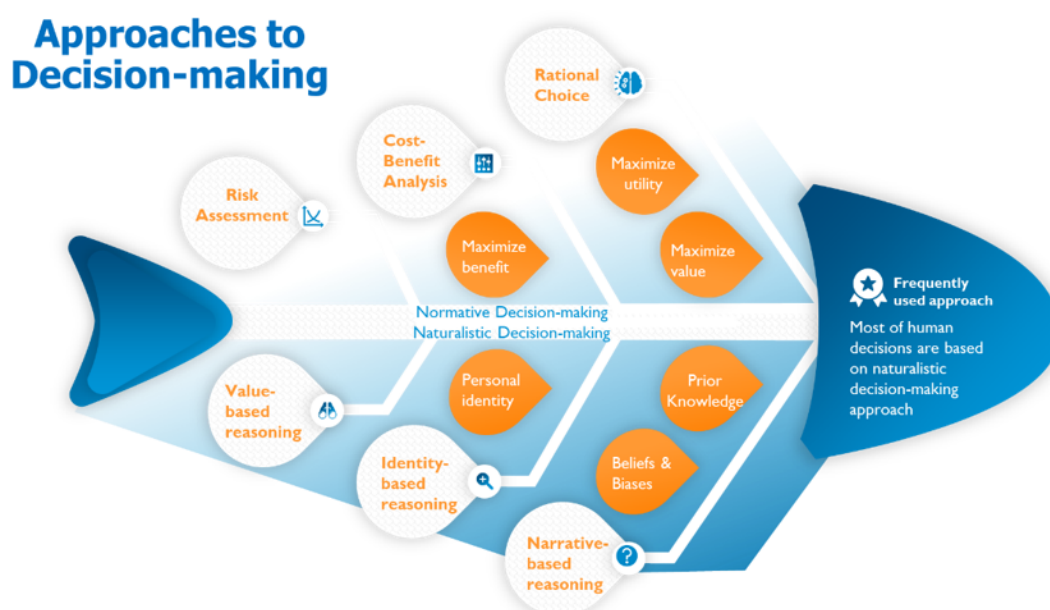 Approaches to
Decision-making
Rational
Choice
Cost-
Benefit
Analysis
Risk
Assessment
Maximize
utility
Maximize
benefit
Maximize
value
Normative Decision-making
Naturalistic Decision-making
Frequently
used approach
Most of human
decisions are based
on naturalistic
decision-making
approach
Value-
based
reasoning
Personal
identity
Prior
Knowledge
Identity-
based
reasoning
Beliefs &
Biases
Narrative-
based
reasoning
?